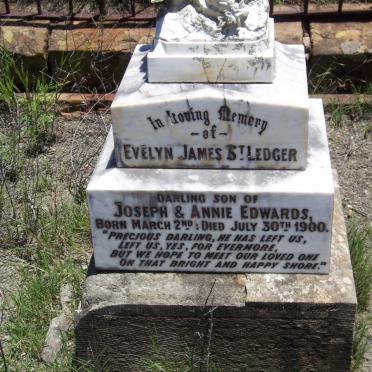 In Loving Memory
- of -
EVELYN JAMES ST LEDGER
DARLING SON OF
JOSEPH & ANNIE EDWARDS,
BORN MARCH 2ND: DIED JULY 30TH 1900.
"PRECIOUS DARLING, HE HAS LEFT US,
LEFT US, YES, FOR EVERMORE,
BUT WE HOPE TO MEET OUR LOVED ONE
ON THAT BRIGHT AND HAPPY SHORE."